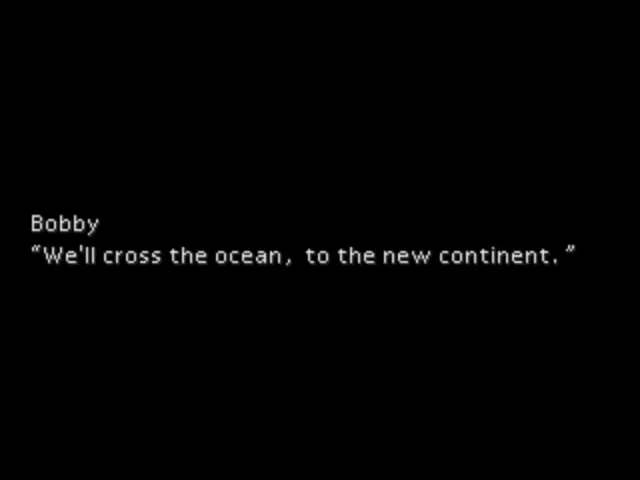 Bobby
“We'll cross the ocean, to the new continent.”